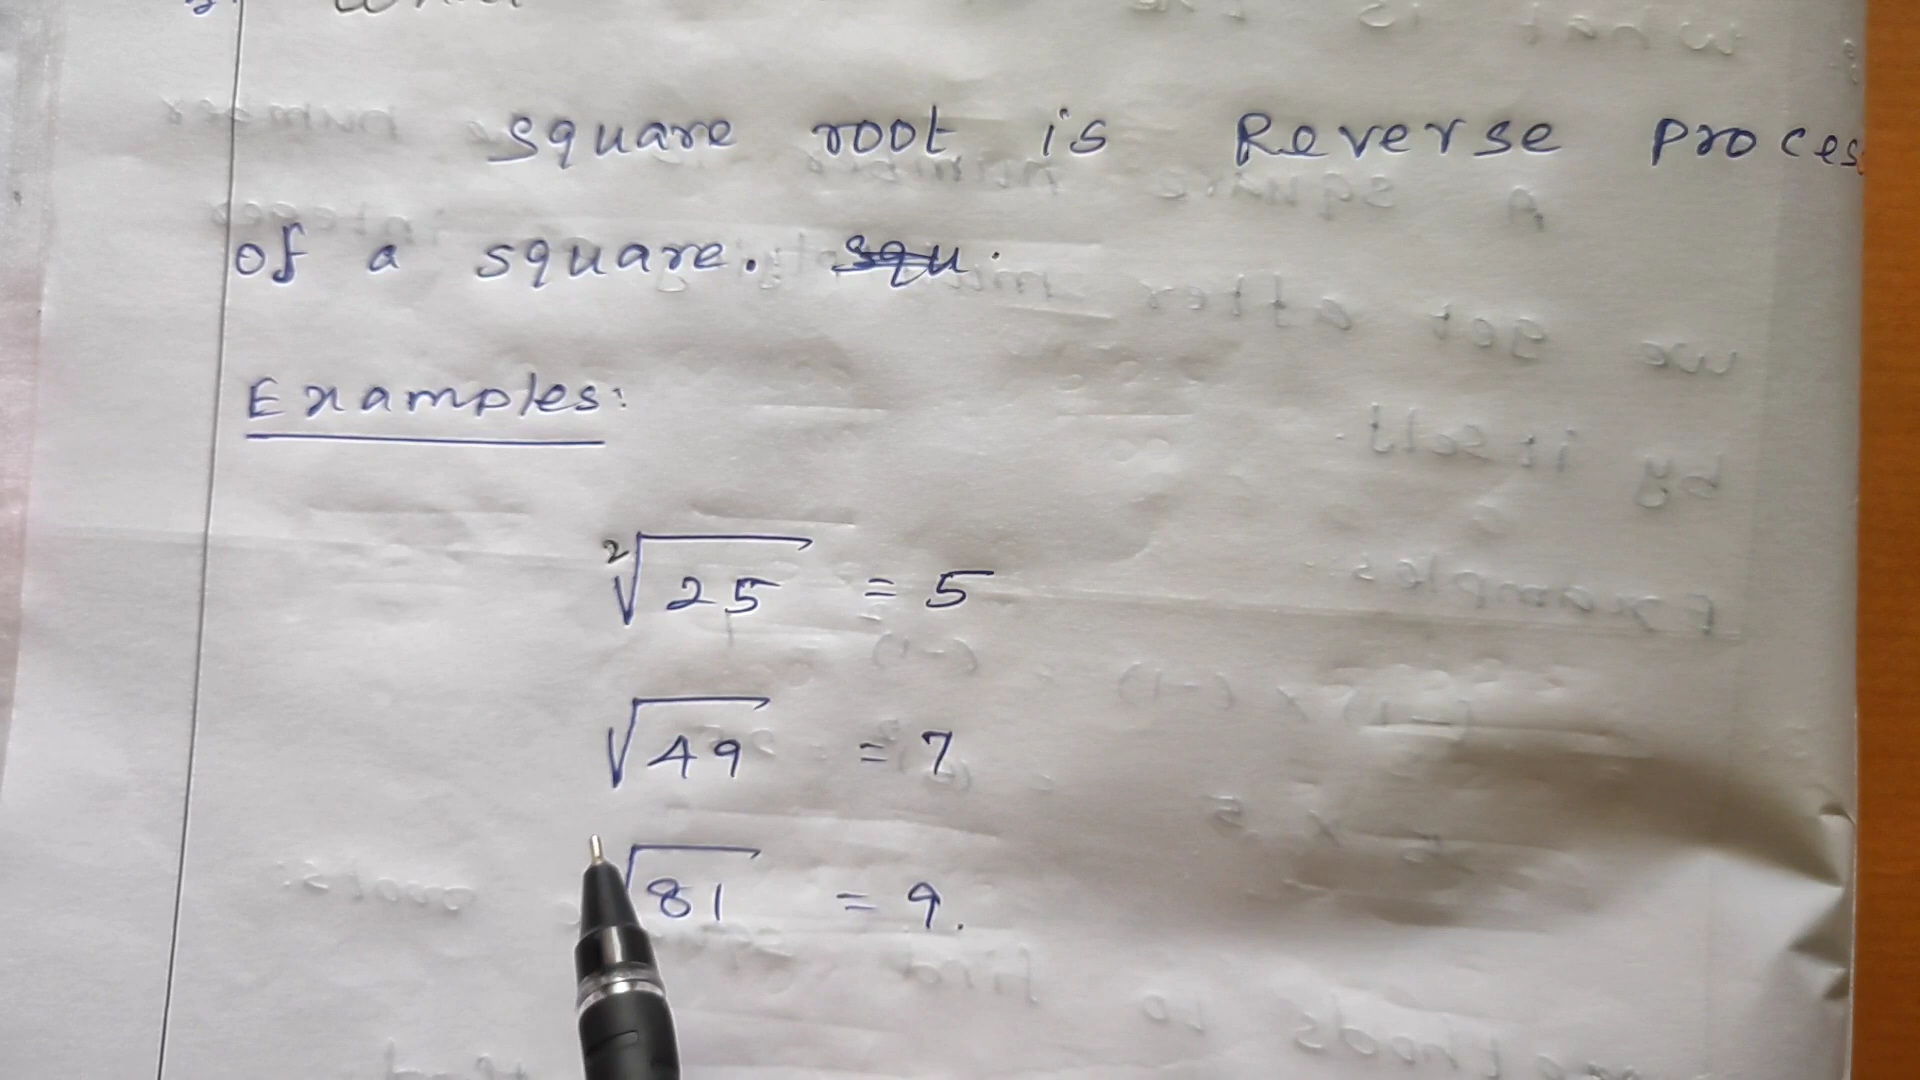 square root is Reverse proces
of a square. squ.
Examples:
²√25 = 5
√49 = 7
√81 = 9.